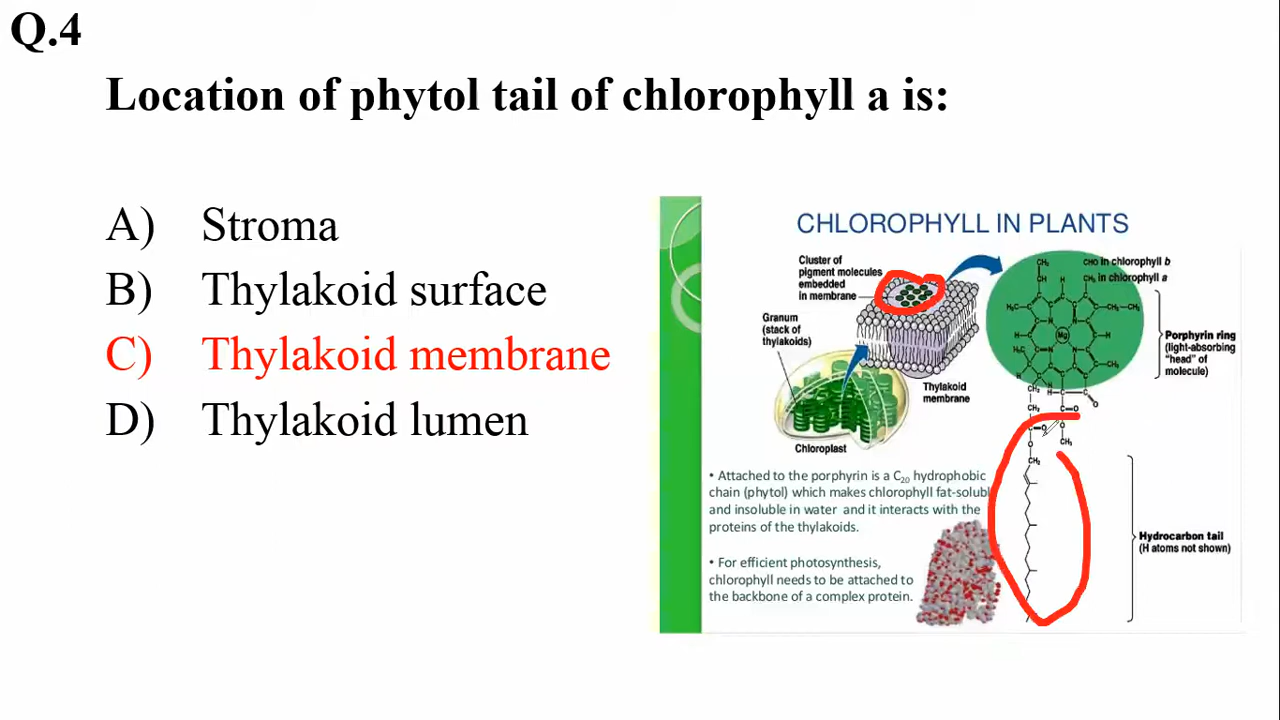 Q.4
Location of phytol tail of chlorophyll a is:
A) Stroma
B) Thylakoid surface
C) Thylakoid membrane
D) Thylakoid lumen
CHLOROPHYLL IN PLANTS
Cluster of
pigment molecules
embedded
in membrane
Granum
(stack of
thylakoids)
Chloroplast
Thylakoid
membrane
CHO in chlorophyll b
CH₃ in chlorophyll a
Mg
Porphyrin ring
(light-absorbing
"head" of
molecule)
Hydrocarbon tail
(H atoms not shown)
• Attached to the porphyrin is a C₂₀ hydrophobic
chain (phytol) which makes chlorophyll fat-solubl
and insoluble in water and it interacts with the
proteins of the thylakoids.
• For efficient photosynthesis,
chlorophyll needs to be attached to
the backbone of a complex protein.